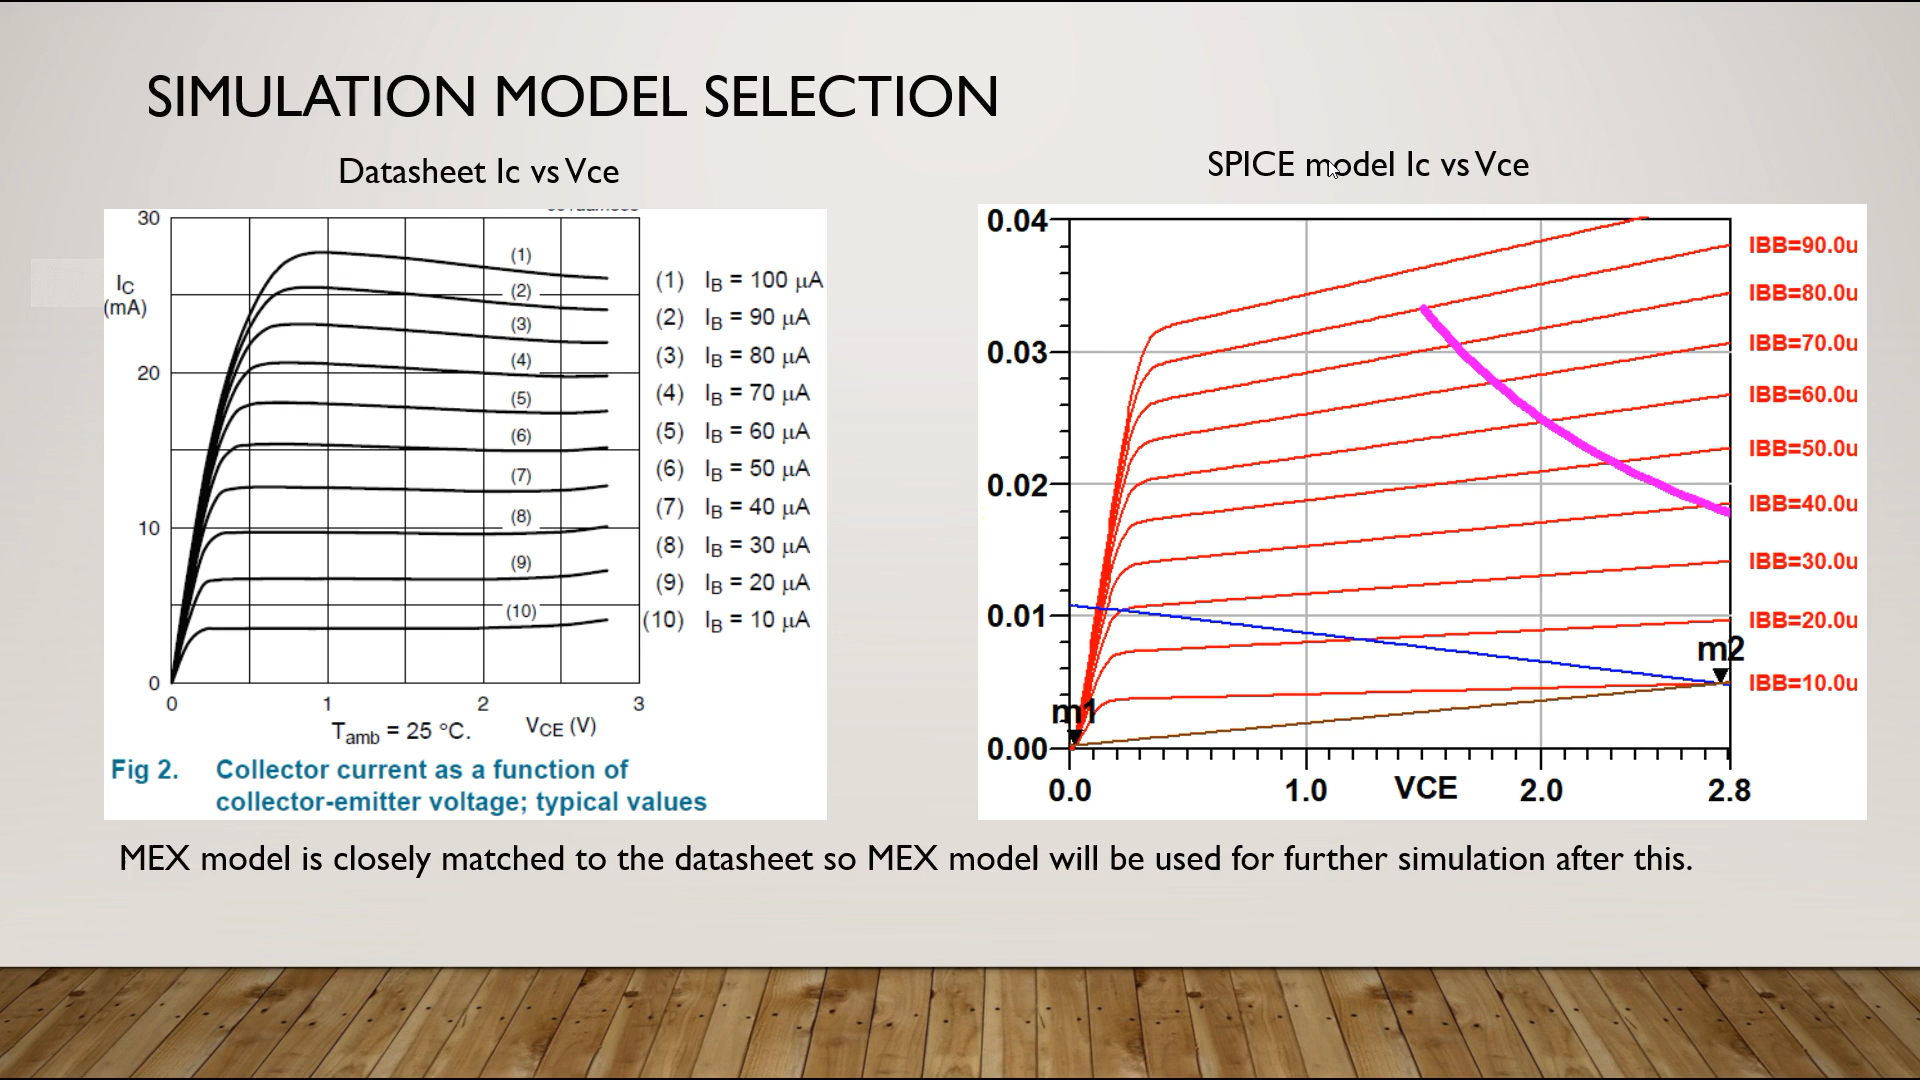 SIMULATION MODEL SELECTION
Datasheet Ic vs Vce
SPICE model Ic vs Vce
30
IC
(mA)
20
10
0
0 1 2 3
(1)
(2)
(3)
(4)
(5)
(6)
(7)
(8)
(9)
(10)
(1) IB = 100 μA
(2) IB = 90 μA
(3) IB = 80 μA
(4) IB = 70 μA
(5) IB = 60 μA
(6) IB = 50 μA
(7) IB = 40 μA
(8) IB = 30 μA
(9) IB = 20 μA
(10) IB = 10 μA
Tamb = 25 °C. VCE (V)
Fig 2. Collector current as a function of
collector-emitter voltage; typical values
0.04
0.03
0.02
0.01
0.00
IBB=90.0u
IBB=80.0u
IBB=70.0u
IBB=60.0u
IBB=50.0u
IBB=40.0u
IBB=30.0u
IBB=20.0u
m2
IBB=10.0u
m1
0.0 1.0 VCE 2.0 2.8
MEX model is closely matched to the datasheet so MEX model will be used for further simulation after this.